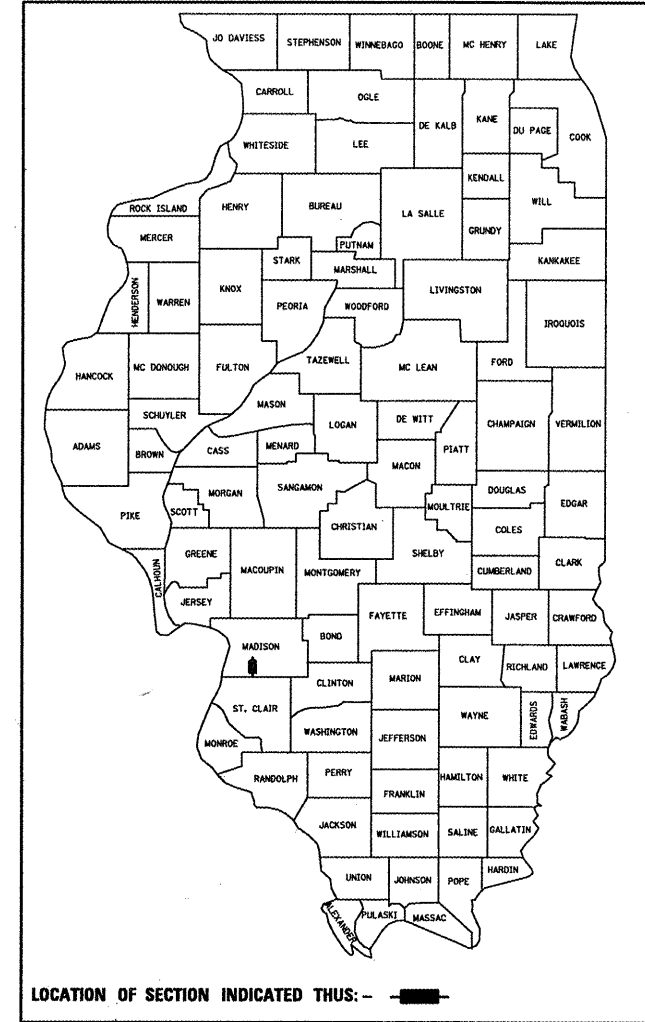 JO DAVIESS
STEPHENSON
WINNEBAGO
BOONE
MC HENRY
LAKE
CARROLL
OGLE
DE KALB
KANE
DU PAGE
COOK
WHITESIDE
LEE
KENDALL
WILL
ROCK ISLAND
HENRY
BUREAU
LA SALLE
GRUNDY
MERCER
PUTNAM
STARK
MARSHALL
KANKAKEE
HENDERSON
WARREN
KNOX
PEORIA
WOODFORD
LIVINGSTON
IROQUOIS
HANCOCK
MC DONOUGH
FULTON
TAZEWELL
MC LEAN
FORD
SCHUYLER
MASON
LOGAN
DE WITT
CHAMPAIGN
VERMILION
ADAMS
BROWN
CASS
MENARD
PIATT
MACON
PIKE
SCOTT
MORGAN
SANGAMON
CHRISTIAN
MOULTRIE
DOUGLAS
EDGAR
COLES
CALHOUN
GREENE
MACOUPIN
MONTGOMERY
SHELBY
CUMBERLAND
CLARK
JERSEY
FAYETTE
EFFINGHAM
JASPER
CRAWFORD
MADISON
BOND
CLAY
RICHLAND
LAWRENCE
CLINTON
MARION
ST. CLAIR
WAYNE
EDWARDS
WABASH
MONROE
WASHINGTON
JEFFERSON
RANDOLPH
PERRY
HAMILTON
WHITE
FRANKLIN
JACKSON
WILLIAMSON
SALINE
GALLATIN
UNION
JOHNSON
POPE
HARDIN
ALEXANDER
PULASKI
MASSAC
LOCATION OF SECTION INDICATED THUS: -